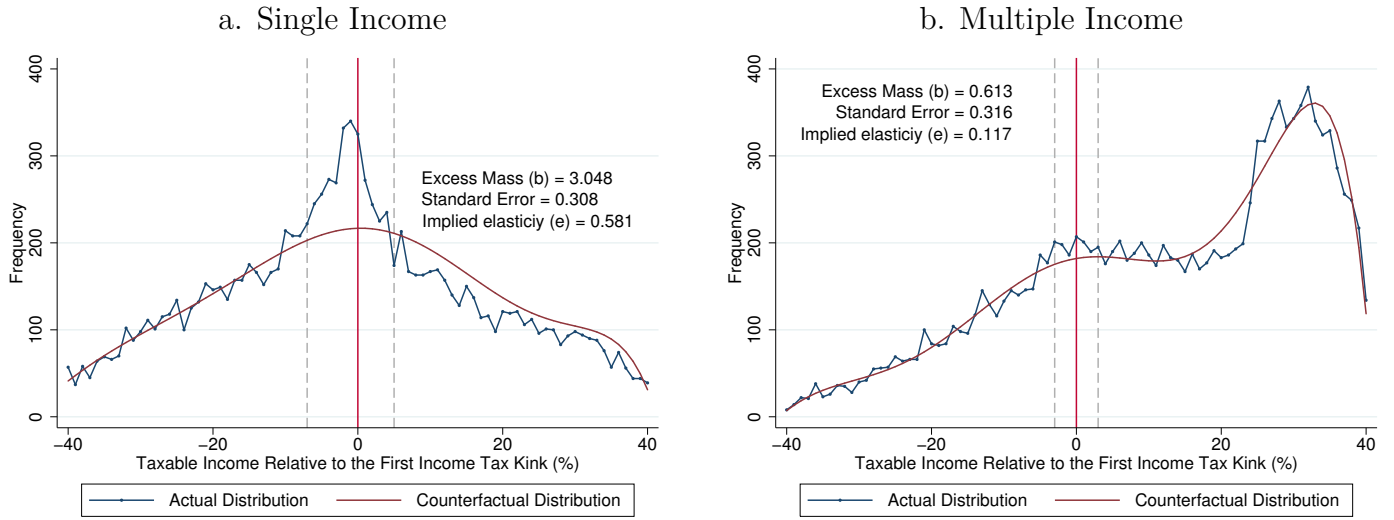 a. Single Income
400
300
200
100
0
Frequency
Excess Mass (b) = 3.048
Standard Error = 0.308
Implied elasticiy (e) = 0.581
−40
−20
0
20
40
Taxable Income Relative to the First Income Tax Kink (%)
Actual Distribution
Counterfactual Distribution
b. Multiple Income
400
300
200
100
0
Frequency
Excess Mass (b) = 0.613
Standard Error = 0.316
Implied elasticiy (e) = 0.117
−40
−20
0
20
40
Taxable Income Relative to the First Income Tax Kink (%)
Actual Distribution
Counterfactual Distribution